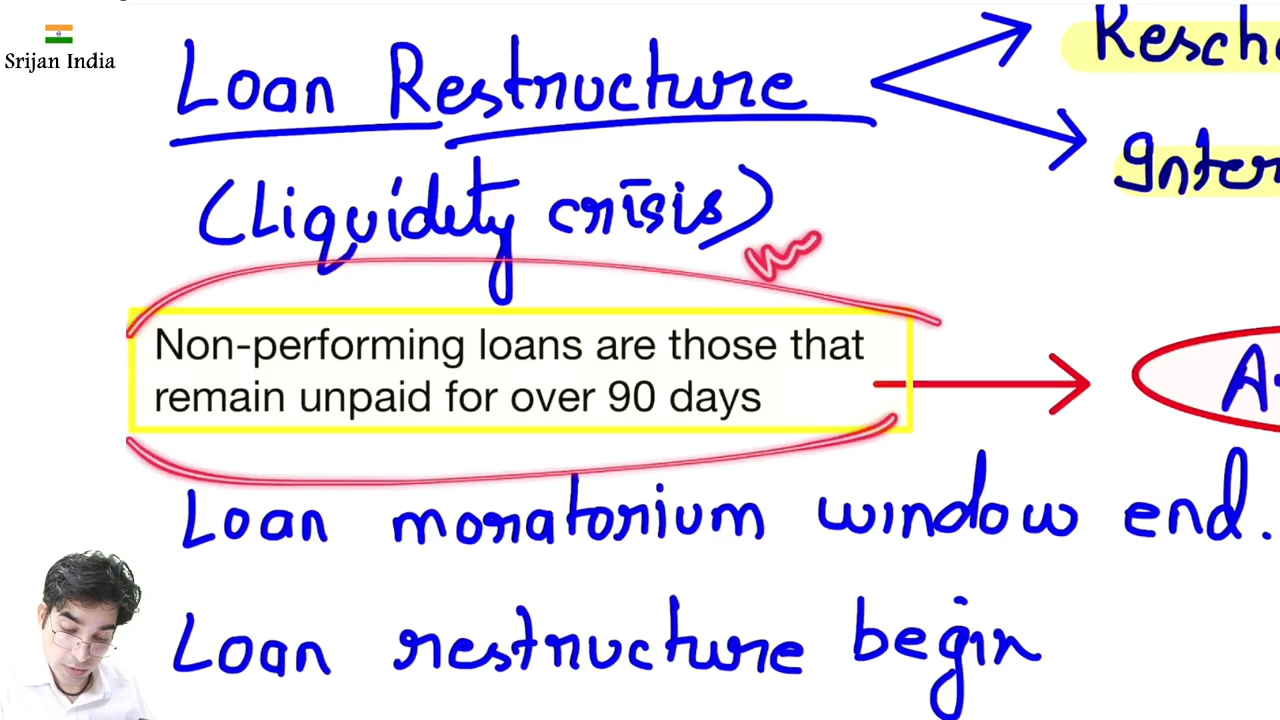 Srijan India
Loan Restructure
(Liquidity crisis)
Non-performing loans are those that
remain unpaid for over 90 days
Loan moratorium window end.
Loan restructure begin